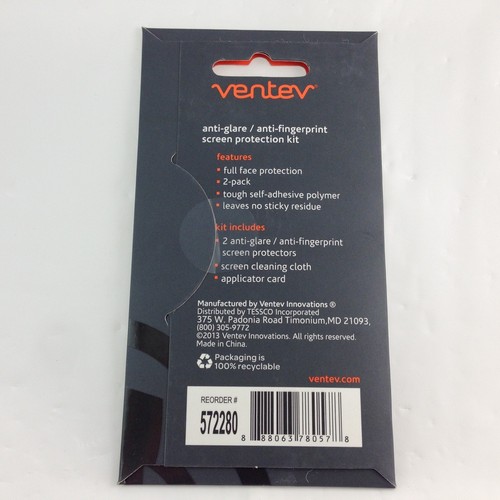 ventev®
anti-glare / anti-fingerprint
screen protection kit
features
• full face protection
• 2-pack
• tough self-adhesive polymer
• leaves no sticky residue
kit includes
• 2 anti-glare / anti-fingerprint
screen protectors
• screen cleaning cloth
• applicator card
Manufactured by Ventev Innovations ®
Distributed by TESSCO Incorporated
375 W. Padonia Road Timonium,MD 21093,
(800) 305-9772
©2013 Ventev Innovations. All rights reserved.
Made in China.
Packaging is
100% recyclable
ventev.com
REORDER #
572280
8 88063 78057 8